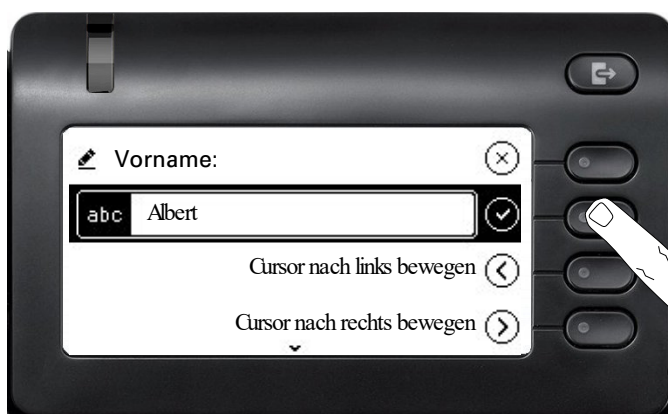 Vorname:
abc Albert
Cursor nach links bewegen
Cursor nach rechts bewegen